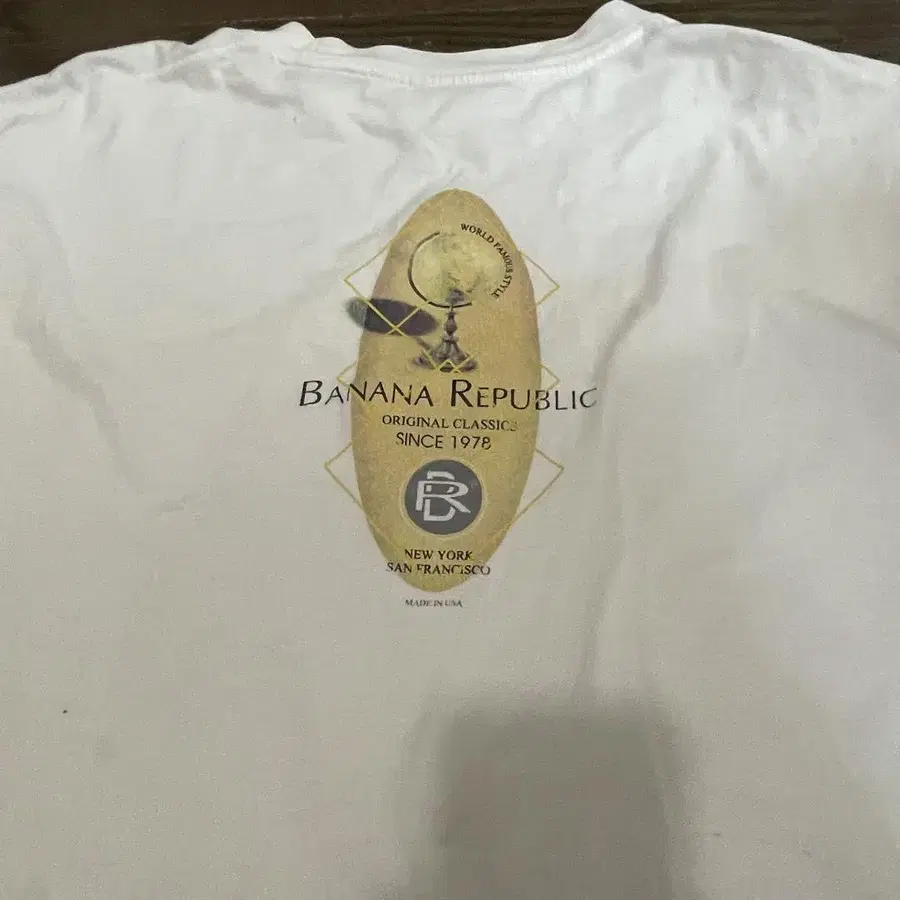 WORLD FAMOUS STYLE
BANANA REPUBLIC
ORIGINAL CLASSICS
SINCE 1978
BR
NEW YORK
SAN FRANCISCO
MADE IN USA